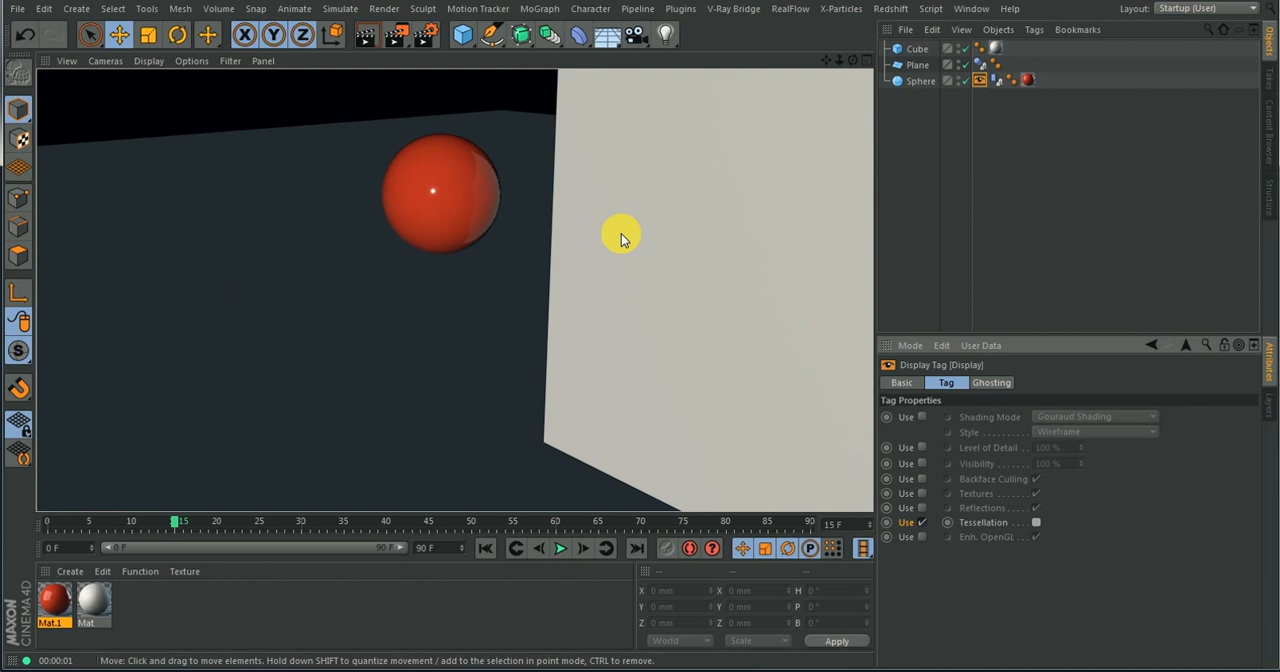 File Edit Create Select Tools Mesh Volume Snap Animate Simulate Render Sculpt Motion Tracker MoGraph Character Pipeline Plugins V-Ray Bridge RealFlow X-Particles Redshift Script Window Help Layout: Startup (User)
X Y Z
File Edit View Objects Tags Bookmarks
View Cameras Display Options Filter Panel
Cube
Plane
Sphere
Objects
Takes
Content Browser
Structure
Mode Edit User Data
Display Tag [Display]
Basic Tag Ghosting
Tag Properties
Use Shading Mode Gouraud Shading
Style Wireframe
Use Level of Detail 100 %
Use Visibility 100 %
Use Backface Culling
Use Textures
Use Reflections
Use Tessellation
Use Enh. OpenGL
Attributes
Layers
S
0 5 10 15 20 25 30 35 40 45 50 55 60 65 70 75 80 85 90 15 F
0 F 0 F 90 F 90 F
P
Create Edit Function Texture
-- -- --
X 0 mm X 0 mm H 0 °
Y 0 mm Y 0 mm P 0 °
Z 0 mm Z 0 mm B 0 °
World Scale Apply
Mat.1 Mat
MAXON
CINEMA 4D
00:00:01 Move: Click and drag to move elements. Hold down SHIFT to quantize movement / add to the selection in point mode, CTRL to remove.